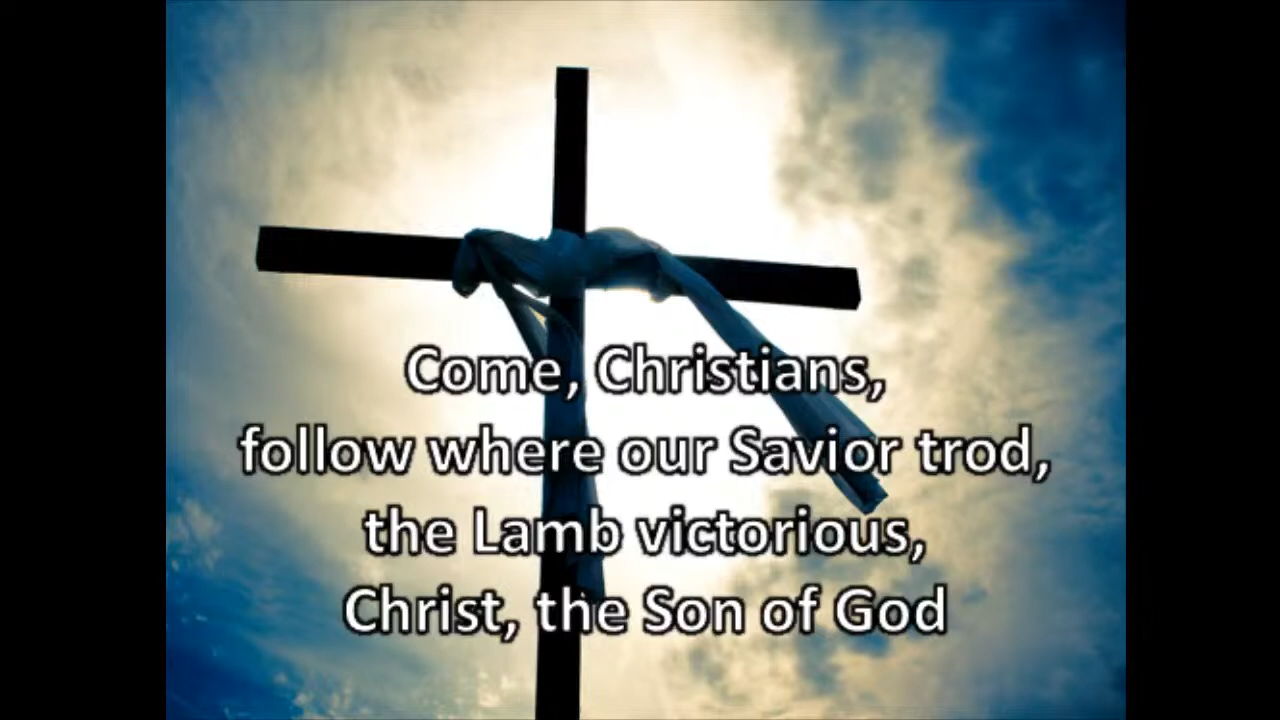 Come, Christians,
follow where our Savior trod,
the Lamb victorious,
Christ, the Son of God